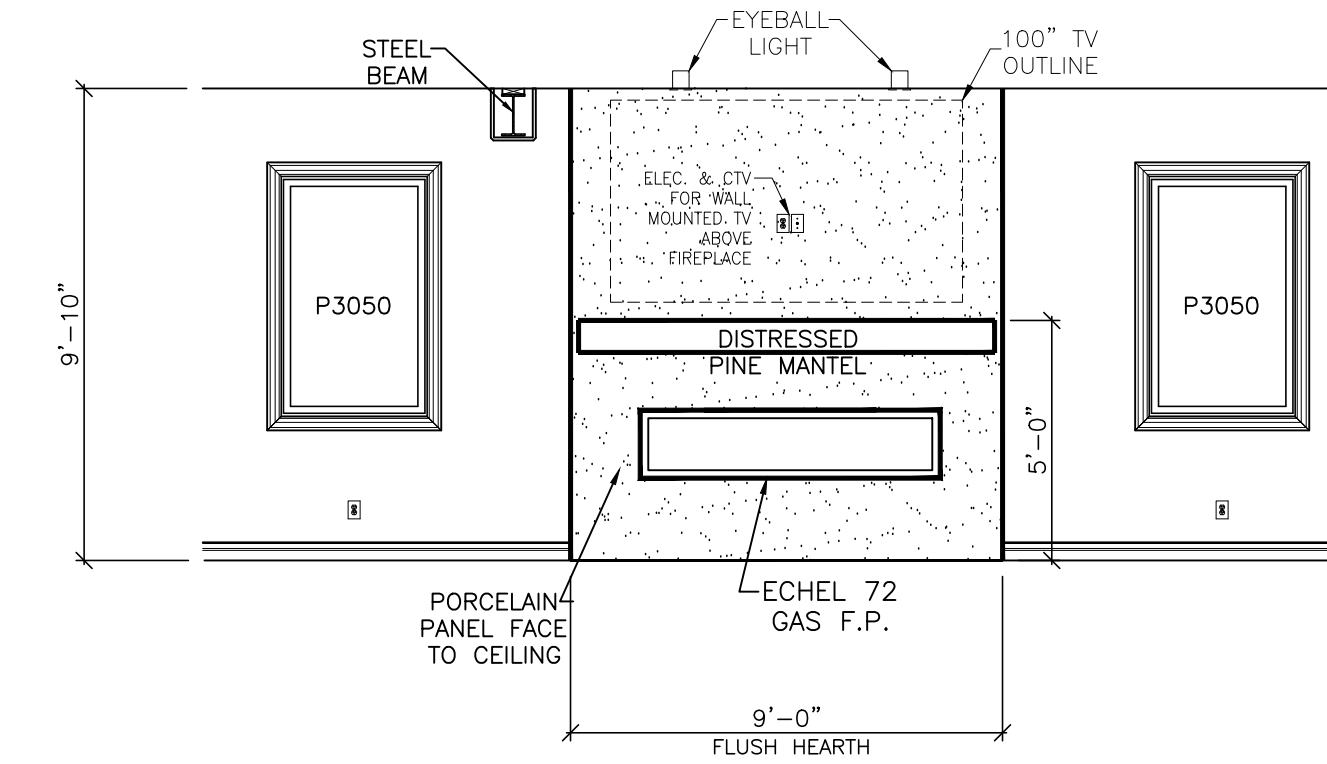 EYEBALL
LIGHT
STEEL
BEAM
100” TV
OUTLINE
ELEC. & CTV
FOR WALL
MOUNTED TV
ABOVE
FIREPLACE
9’-10”
P3050
P3050
DISTRESSED
PINE MANTEL
5’-0”
PORCELAIN
PANEL FACE
TO CEILING
ECHEL 72
GAS F.P.
9’-0”
FLUSH HEARTH